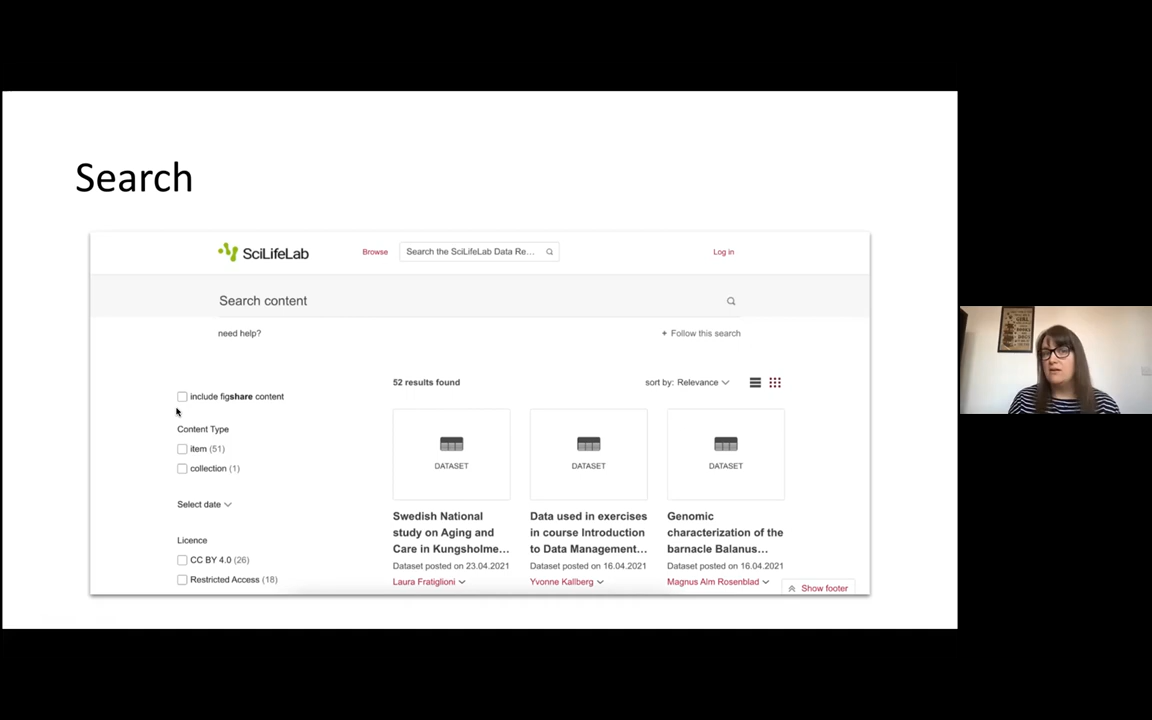 Search
SciLifeLab
Browse
Search the SciLifeLab Data Re...
Log in
Search content
need help?
+ Follow this search
52 results found
sort by: Relevance
include figshare content
Content Type
item (51)
collection (1)
Select date
Licence
CC BY 4.0 (26)
Restricted Access (18)
DATASET
Swedish National
study on Aging and
Care in Kungsholme...
Dataset posted on 23.04.2021
Laura Fratiglioni
DATASET
Data used in exercises
in course Introduction
to Data Management...
Dataset posted on 16.04.2021
Yvonne Kallberg
DATASET
Genomic
characterization of the
barnacle Balanus...
Dataset posted on 16.04.2021
Magnus Alm Rosenblad
Show footer